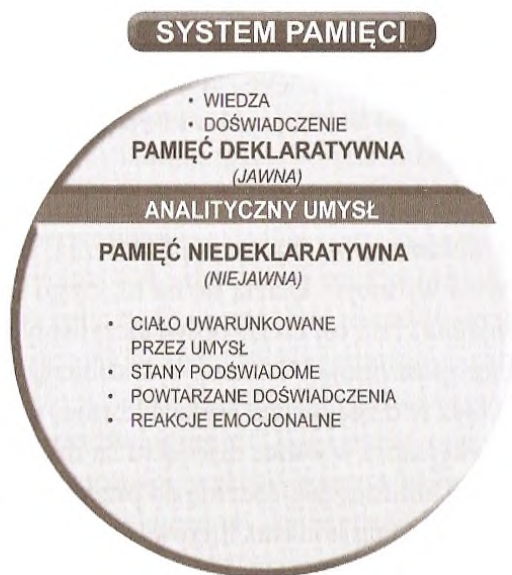 SYSTEM PAMIĘCI
• WIEDZA
• DOŚWIADCZENIE
PAMIĘĆ DEKLARATYWNA
(JAWNA)
ANALITYCZNY UMYSŁ
PAMIĘĆ NIEDEKLARATYWNA
(NIEJAWNA)
• CIAŁO UWARUNKOWANE
PRZEZ UMYSŁ
• STANY PODŚWIADOME
• POWTARZANE DOŚWIADCZENIA
• REAKCJE EMOCJONALNE